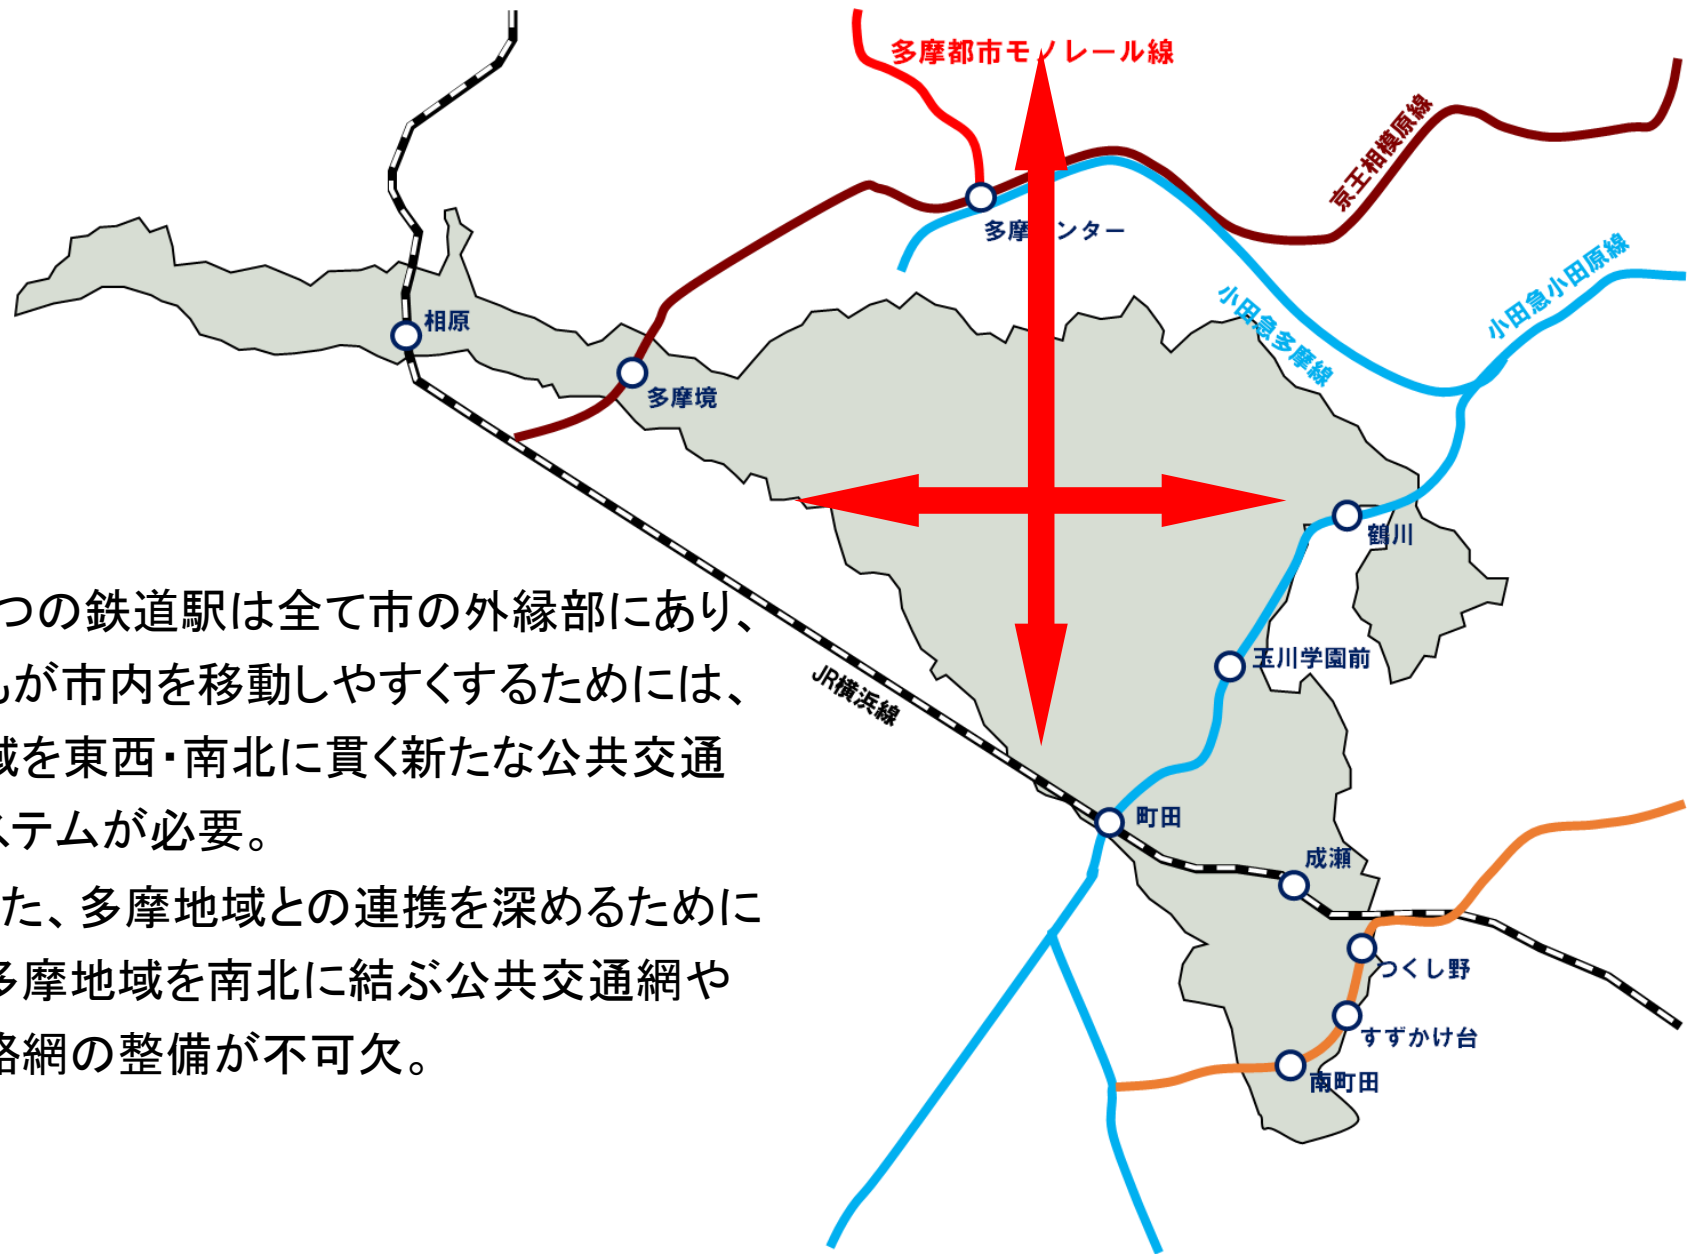 多摩都市モノレール線
京王相模原線
多摩センター
小田急多摩線
小田急小田原線
相原
多摩境
鶴川
つの鉄道駅は全て市の外縁部にあり、
が市内を移動しやすくするためには、
域を東西・南北に貫く新たな公共交通
ステムが必要。
た、多摩地域との連携を深めるために
多摩地域を南北に結ぶ公共交通網や
路網の整備が不可欠。
玉川学園前
JR横浜線
町田
成瀬
つくし野
すずかけ台
南町田